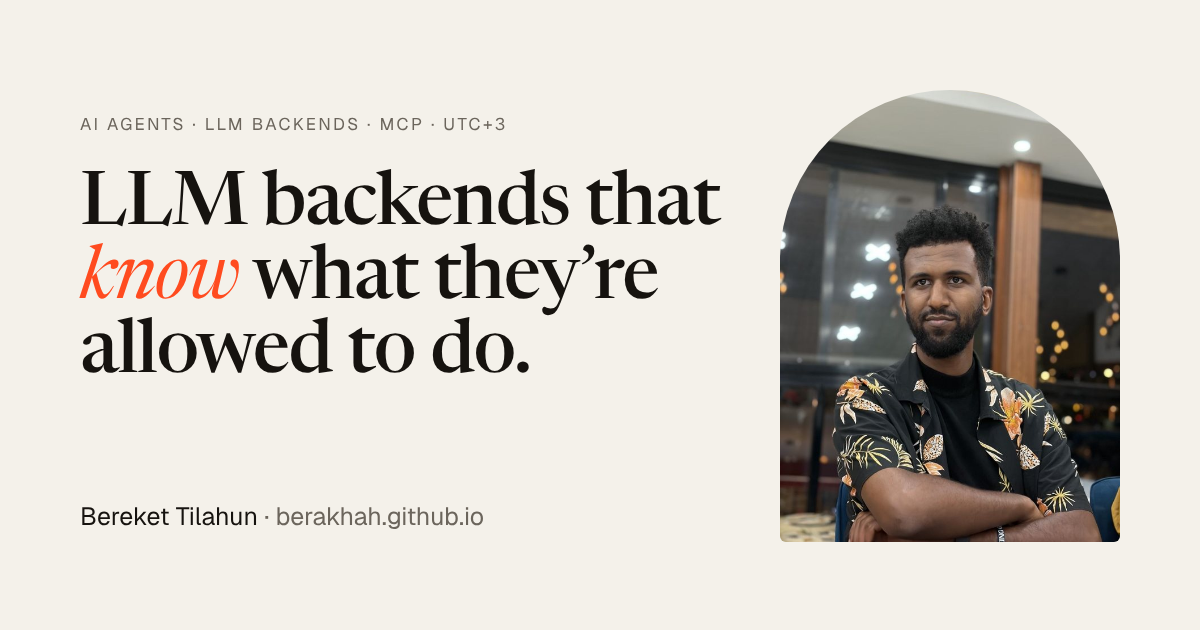 AI AGENTS · LLM BACKENDS · MCP · UTC+3
LLM backends that
know what they’re
allowed to do.
Bereket Tilahun · berakhah.github.io